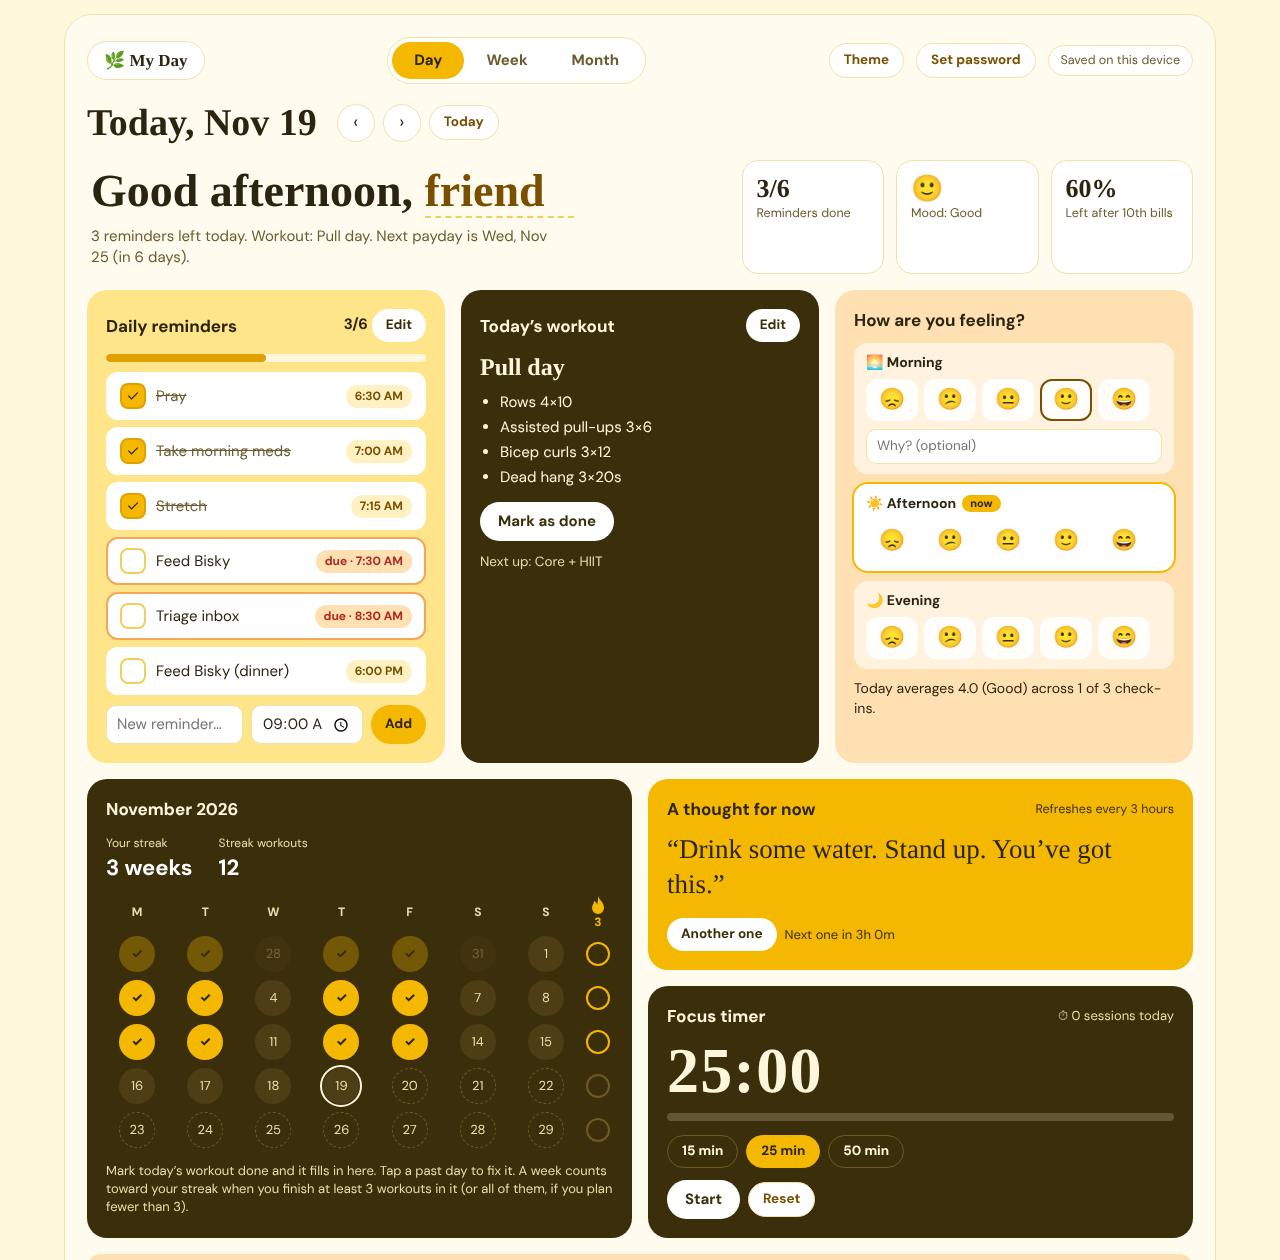 🌿 My Day
Day
Week
Month
Theme
Set password
Saved on this device
Today, Nov 19
‹
›
Today
Good afternoon, friend
3 reminders left today. Workout: Pull day. Next payday is Wed, Nov
25 (in 6 days).
3/6
Reminders done
🙂
Mood: Good
60%
Left after 10th bills
Daily reminders
3/6
Edit
Pray
6:30 AM
Take morning meds
7:00 AM
Stretch
7:15 AM
Feed Bisky
due · 7:30 AM
Triage inbox
due · 8:30 AM
Feed Bisky (dinner)
6:00 PM
New reminder…
09:00 A
Add
Today’s workout
Edit
Pull day
• Rows 4×10
• Assisted pull-ups 3×6
• Bicep curls 3×12
• Dead hang 3×20s
Mark as done
Next up: Core + HIIT
How are you feeling?
🌅 Morning
Why? (optional)
☀️ Afternoon
now
🌙 Evening
Today averages 4.0 (Good) across 1 of 3 check-
ins.
November 2026
Your streak
3 weeks
Streak workouts
12
M T W T F S S
3
28 31 1
4 7 8
11 14 15
16 17 18 19 20 21 22
23 24 25 26 27 28 29
Mark today’s workout done and it fills in here. Tap a past day to fix it. A week counts
toward your streak when you finish at least 3 workouts in it (or all of them, if you plan
fewer than 3).
A thought for now
Refreshes every 3 hours
“Drink some water. Stand up. You’ve got
this.”
Another one
Next one in 3h 0m
Focus timer
⏱ 0 sessions today
25:00
15 min
25 min
50 min
Start
Reset